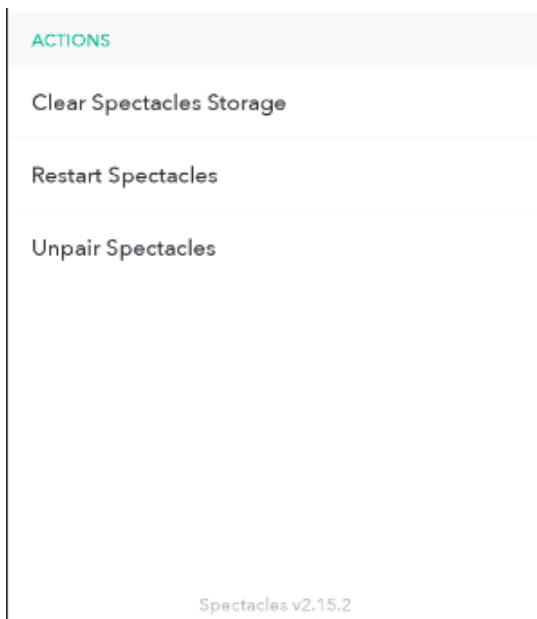 ACTIONS
Clear Spectacles Storage
Restart Spectacles
Unpair Spectacles
Spectacles v2.15.2